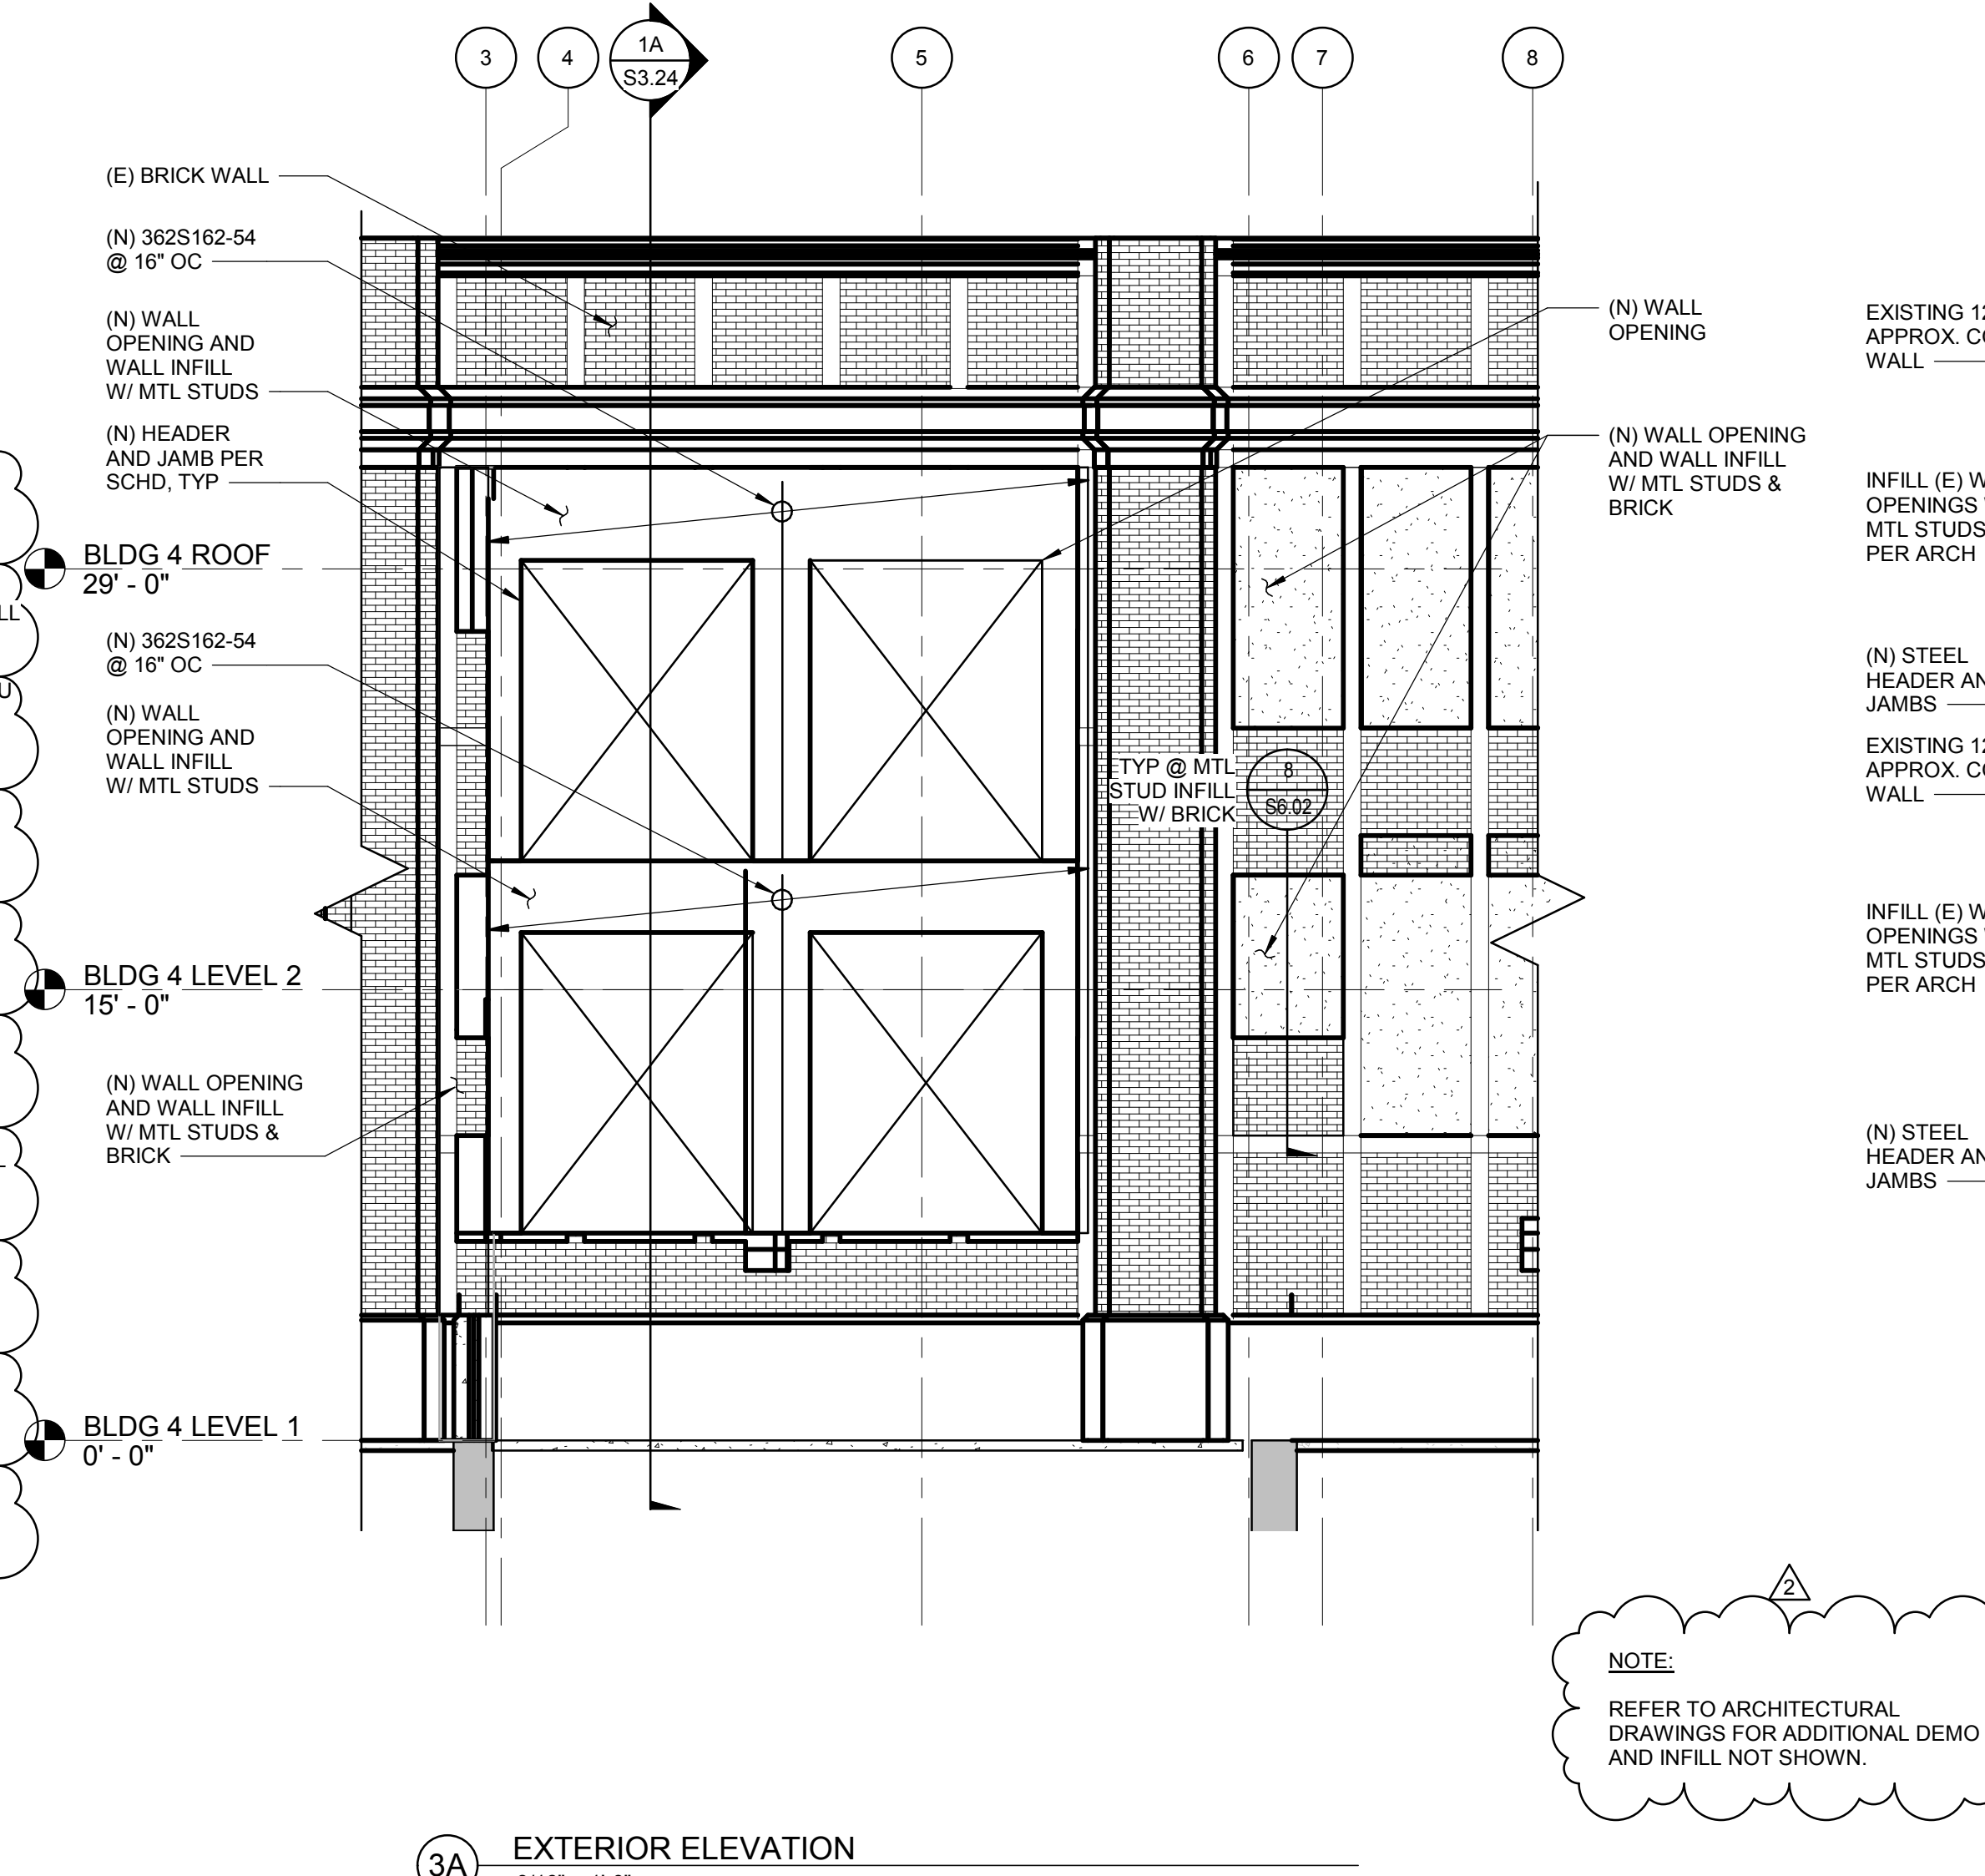 3
4
1A
S3.24
5
6
7
8
(E) BRICK WALL
(N) 362S162-54
@ 16" OC
(N) WALL
OPENING AND
WALL INFILL
W/ MTL STUDS
(N) HEADER
AND JAMB PER
SCHD, TYP
BLDG 4 ROOF
29' - 0"
(N) 362S162-54
@ 16" OC
(N) WALL
OPENING AND
WALL INFILL
W/ MTL STUDS
BLDG 4 LEVEL 2
15' - 0"
(N) WALL OPENING
AND WALL INFILL
W/ MTL STUDS &
BRICK
BLDG 4 LEVEL 1
0' - 0"
TYP @ MTL
STUD INFILL
W/ BRICK
8
S6.02
(N) WALL
OPENING
(N) WALL OPENING
AND WALL INFILL
W/ MTL STUDS &
BRICK
EXISTING
APPROX.
WALL
INFILL (E)
OPENINGS
MTL STUDS
PER ARCH
(N) STEEL
HEADER
JAMBS
EXISTING
APPROX.
WALL
INFILL (E)
OPENINGS
MTL STUDS
PER ARCH
(N) STEEL
HEADER
JAMBS
2
NOTE:
REFER TO ARCHITECTURAL
DRAWINGS FOR ADDITIONAL DEMO
AND INFILL NOT SHOWN.
3A
EXTERIOR ELEVATION